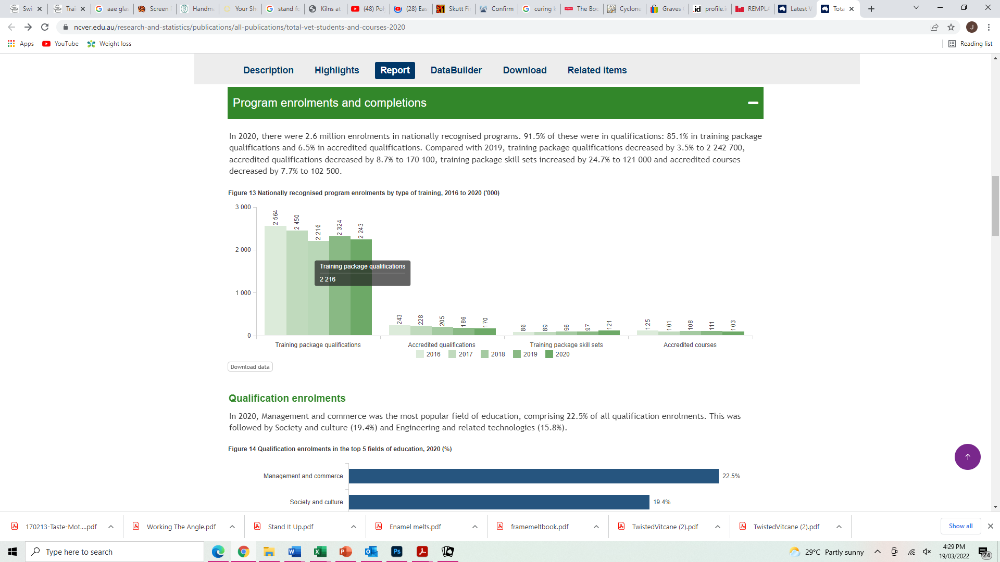 Swi
Trai
aae glas
Screen
Handma
Your Sh
stand fo
Kilns at
(48) Pol
(28) Eas
Skutt Fi
Confirm
curing k
The Boo
Cyclone
Graves
profile.i
REMPLA
Latest V
Tota
ncver.edu.au/research-and-statistics/publications/all-publications/total-vet-students-and-courses-2020
J
Apps
YouTube
Weight loss
Reading list
Description
Highlights
Report
DataBuilder
Download
Related items
Program enrolments and completions
In 2020, there were 2.6 million enrolments in nationally recognised programs. 91.5% of these were in qualifications: 85.1% in training package
qualifications and 6.5% in accredited qualifications. Compared with 2019, training package qualifications decreased by 3.5% to 2 242 700,
accredited qualifications decreased by 8.7% to 170 100, training package skill sets increased by 24.7% to 121 000 and accredited courses
decreased by 7.7% to 102 500.
Figure 13 Nationally recognised program enrolments by type of training, 2016 to 2020 ('000)
3 000
2 000
1 000
0
2 564
2 450
2 216
2 324
2 243
Training package qualifications
2 216
243
228
205
186
170
86
89
96
97
121
125
101
108
111
103
Training package qualifications
Accredited qualifications
Training package skill sets
Accredited courses
2016
2017
2018
2019
2020
Download data
Qualification enrolments
In 2020, Management and commerce was the most popular field of education, comprising 22.5% of all qualification enrolments. This was
followed by Society and culture (19.4%) and Engineering and related technologies (15.8%).
Figure 14 Qualification enrolments in the top 5 fields of education, 2020 (%)
Management and commerce
22.5%
Society and culture
19.4%
170213-Taste-Mot....pdf
Working The Angle.pdf
Stand It Up.pdf
Enamel melts.pdf
framemeltbook.pdf
TwistedVitcane (2).pdf
TwistedVitcane (2).pdf
Show all
Type here to search
29°C Partly sunny
4:29 PM
19/03/2022
24